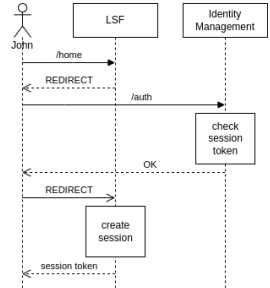 LSF
Identity
Management
John
/home
REDIRECT
/auth
check
session
token
OK
REDIRECT
create
session
session token